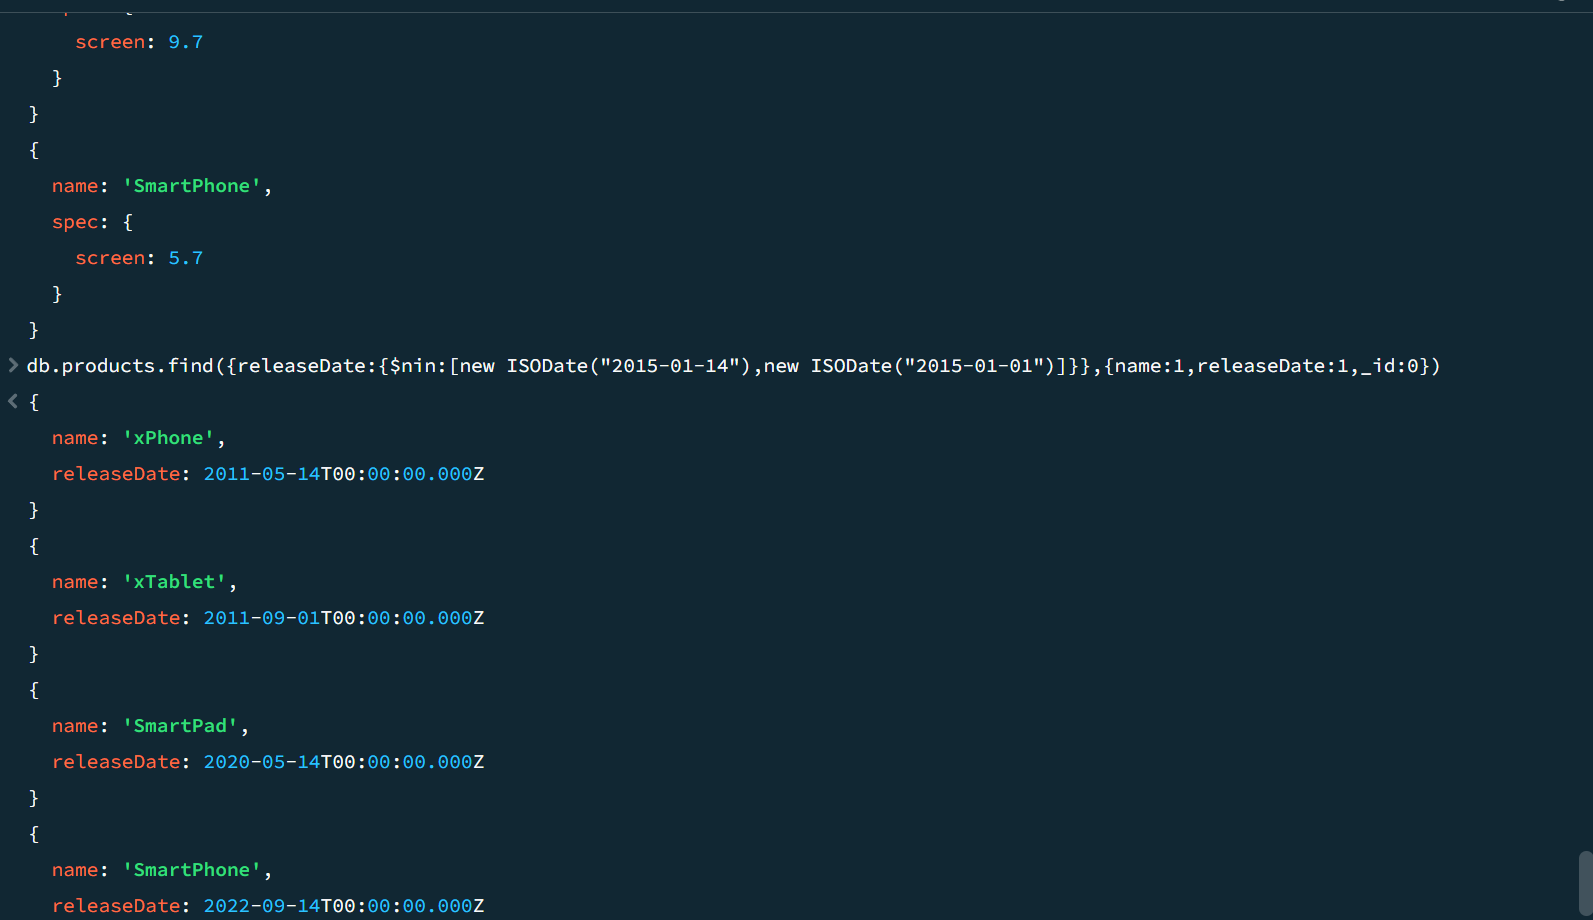 screen: 9.7
}
}
{
name: 'SmartPhone',
spec: {
screen: 5.7
}
}
> db.products.find({releaseDate:{$nin:[new ISODate("2015-01-14"),new ISODate("2015-01-01")]}},{name:1,releaseDate:1,_id:0})
< {
name: 'xPhone',
releaseDate: 2011-05-14T00:00:00.000Z
}
{
name: 'xTablet',
releaseDate: 2011-09-01T00:00:00.000Z
}
{
name: 'SmartPad',
releaseDate: 2020-05-14T00:00:00.000Z
}
{
name: 'SmartPhone',
releaseDate: 2022-09-14T00:00:00.000Z